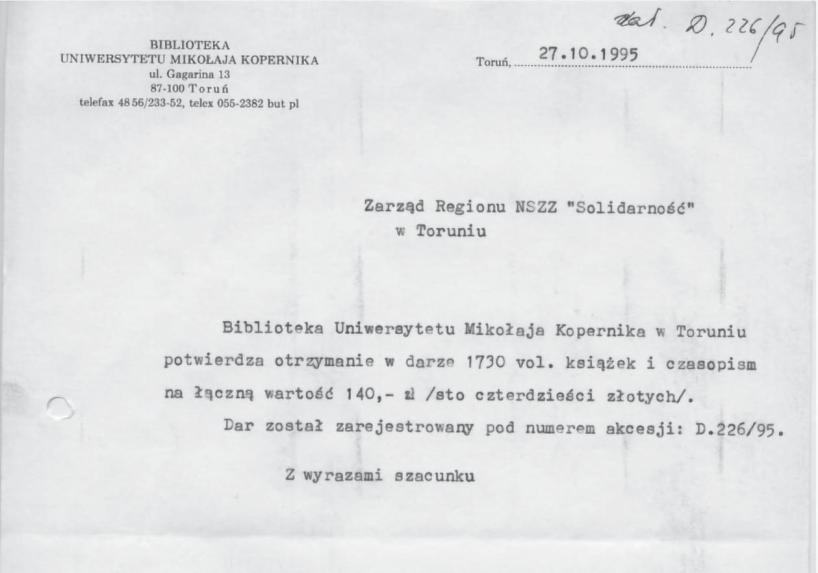 zał. D. 226/95
BIBLIOTEKA
UNIWERSYTETU MIKOŁAJA KOPERNIKA
ul. Gagarina 13
87-100 Toruń
telefax 48 56/233-52, telex 055-2382 but pl
Toruń, 27.10.1995
Zarząd Regionu NSZZ "Solidarność"
w Toruniu
Biblioteka Uniwersytetu Mikołaja Kopernika w Toruniu
potwierdza otrzymanie w darze 1730 vol. książek i czasopism
na łączną wartość 140,- zł /sto czterdzieści złotych/.
Dar został zarejestrowany pod numerem akcesji: D.226/95.
Z wyrazami szacunku